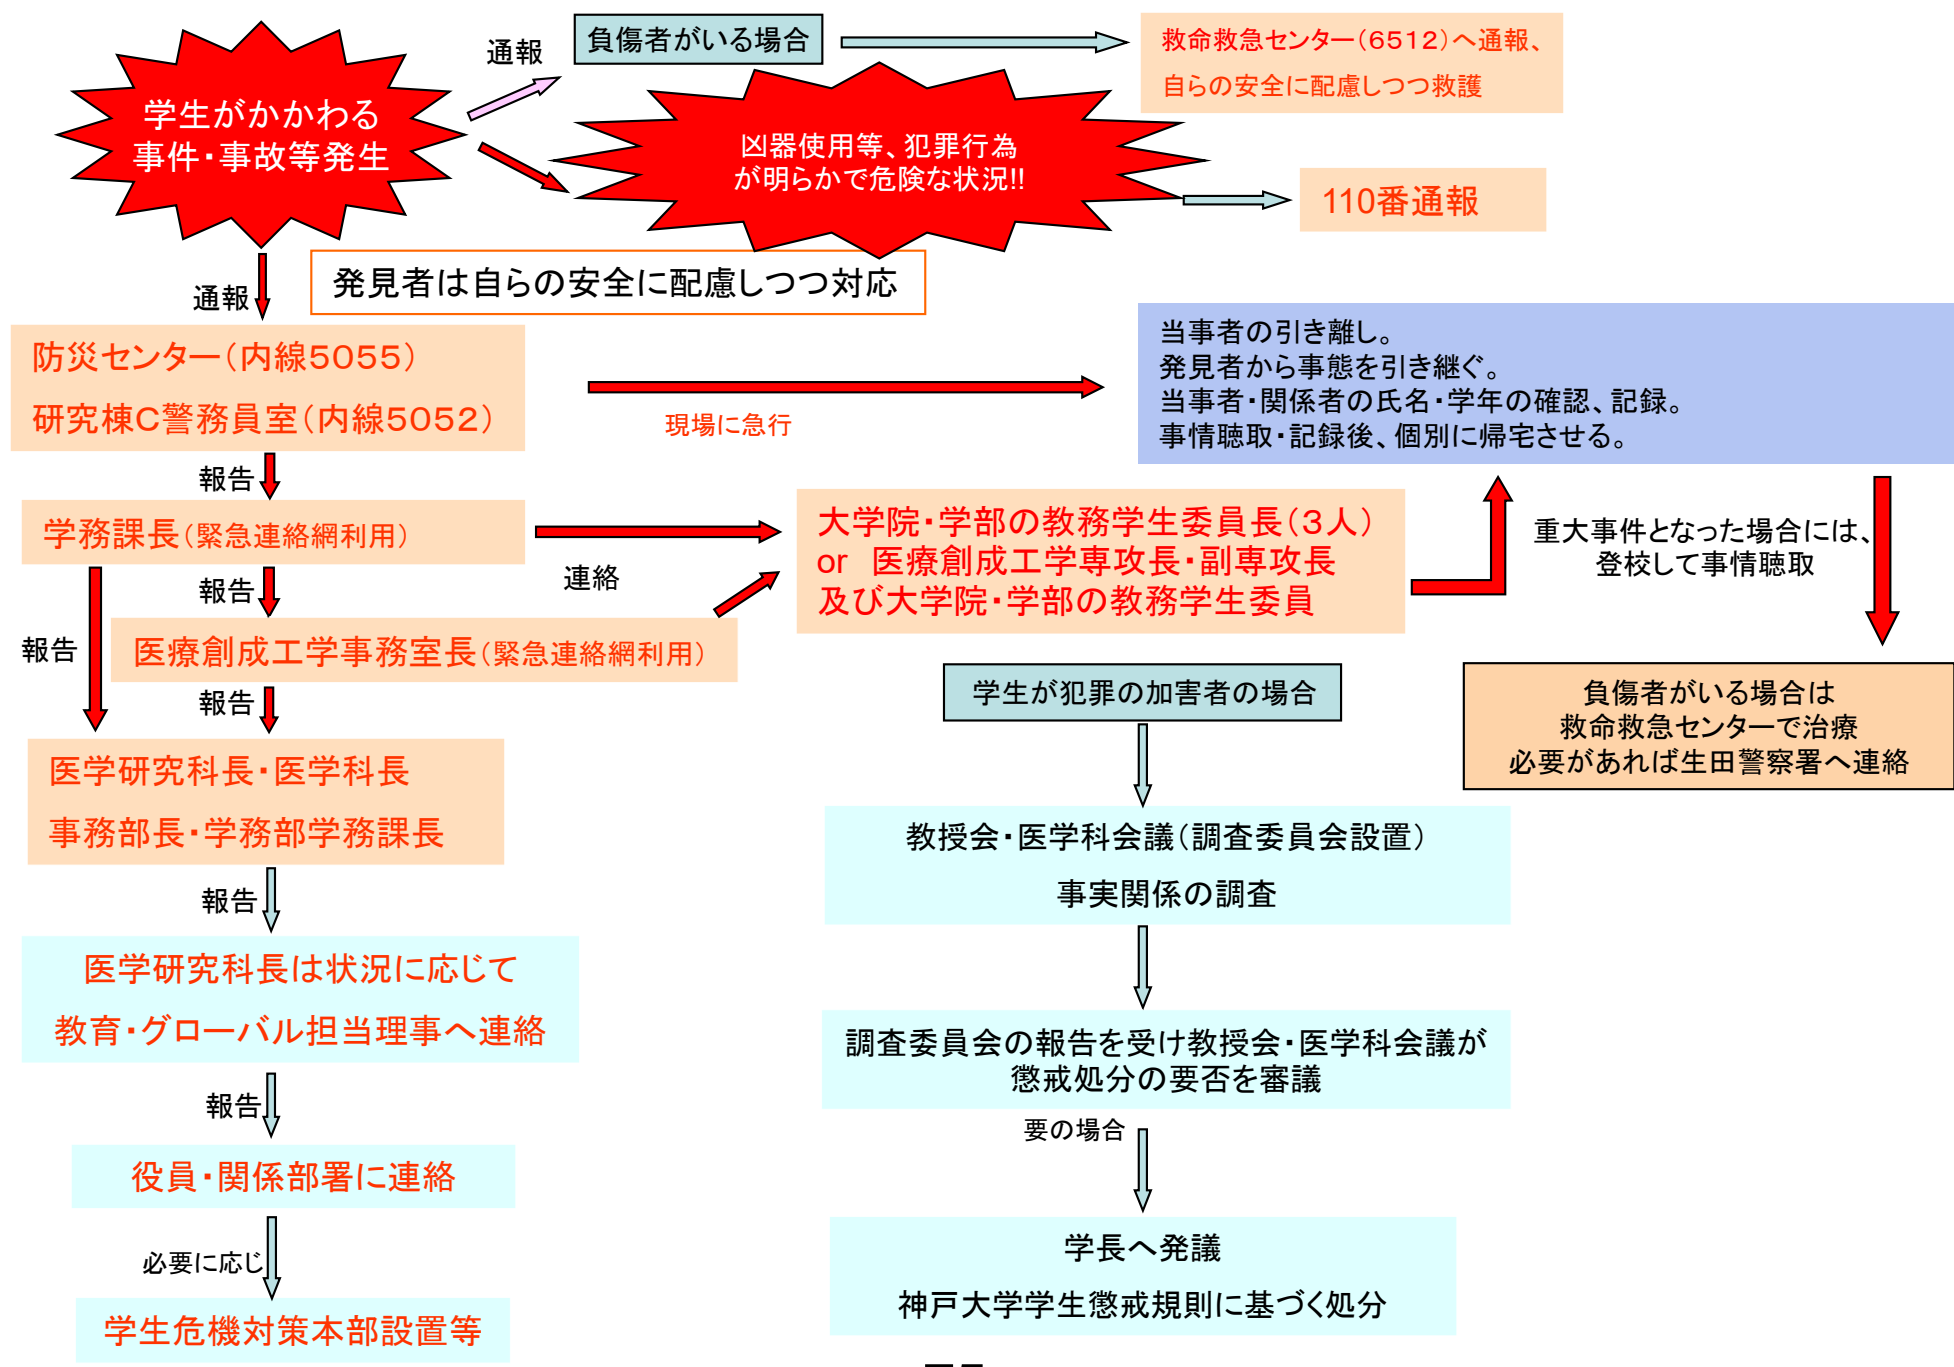 学生がかかわる
事件・事故等発生
通報
負傷者がいる場合
救命救急センター（6512）へ通報、
自らの安全に配慮しつつ救護
凶器使用等、犯罪行為
が明らかで危険な状況!!
110番通報
発見者は自らの安全に配慮しつつ対応
通報
防災センター（内線5055）
研究棟C警務員室（内線5052）
現場に急行
当事者の引き離し。
発見者から事態を引き継ぐ。
当事者・関係者の氏名・学年の確認、記録。
事情聴取・記録後、個別に帰宅させる。
報告
学務課長（緊急連絡網利用）
連絡
大学院・学部の教務学生委員長（3人）
or　医療創成工学専攻長・副専攻長
及び大学院・学部の教務学生委員
重大事件となった場合には、
登校して事情聴取
報告
報告
医療創成工学事務室長（緊急連絡網利用）
報告
学生が犯罪の加害者の場合
負傷者がいる場合は
救命救急センターで治療
必要があれば生田警察署へ連絡
医学研究科長・医学科長
事務部長・学務部学務課長
教授会・医学科会議（調査委員会設置）
事実関係の調査
報告
医学研究科長は状況に応じて
教育・グローバル担当理事へ連絡
調査委員会の報告を受け教授会・医学科会議が
懲戒処分の要否を審議
報告
要の場合
役員・関係部署に連絡
学長へ発議
神戸大学学生懲戒規則に基づく処分
必要に応じ
学生危機対策本部設置等